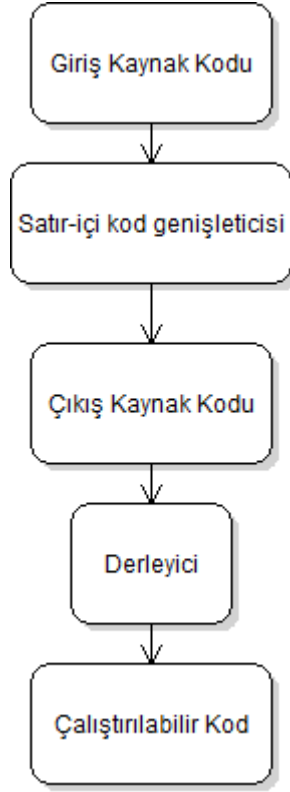 Giriş Kaynak Kodu
Satır-içi kod genişleticisi
Çıkış Kaynak Kodu
Derleyici
Çalıştırılabilir Kod